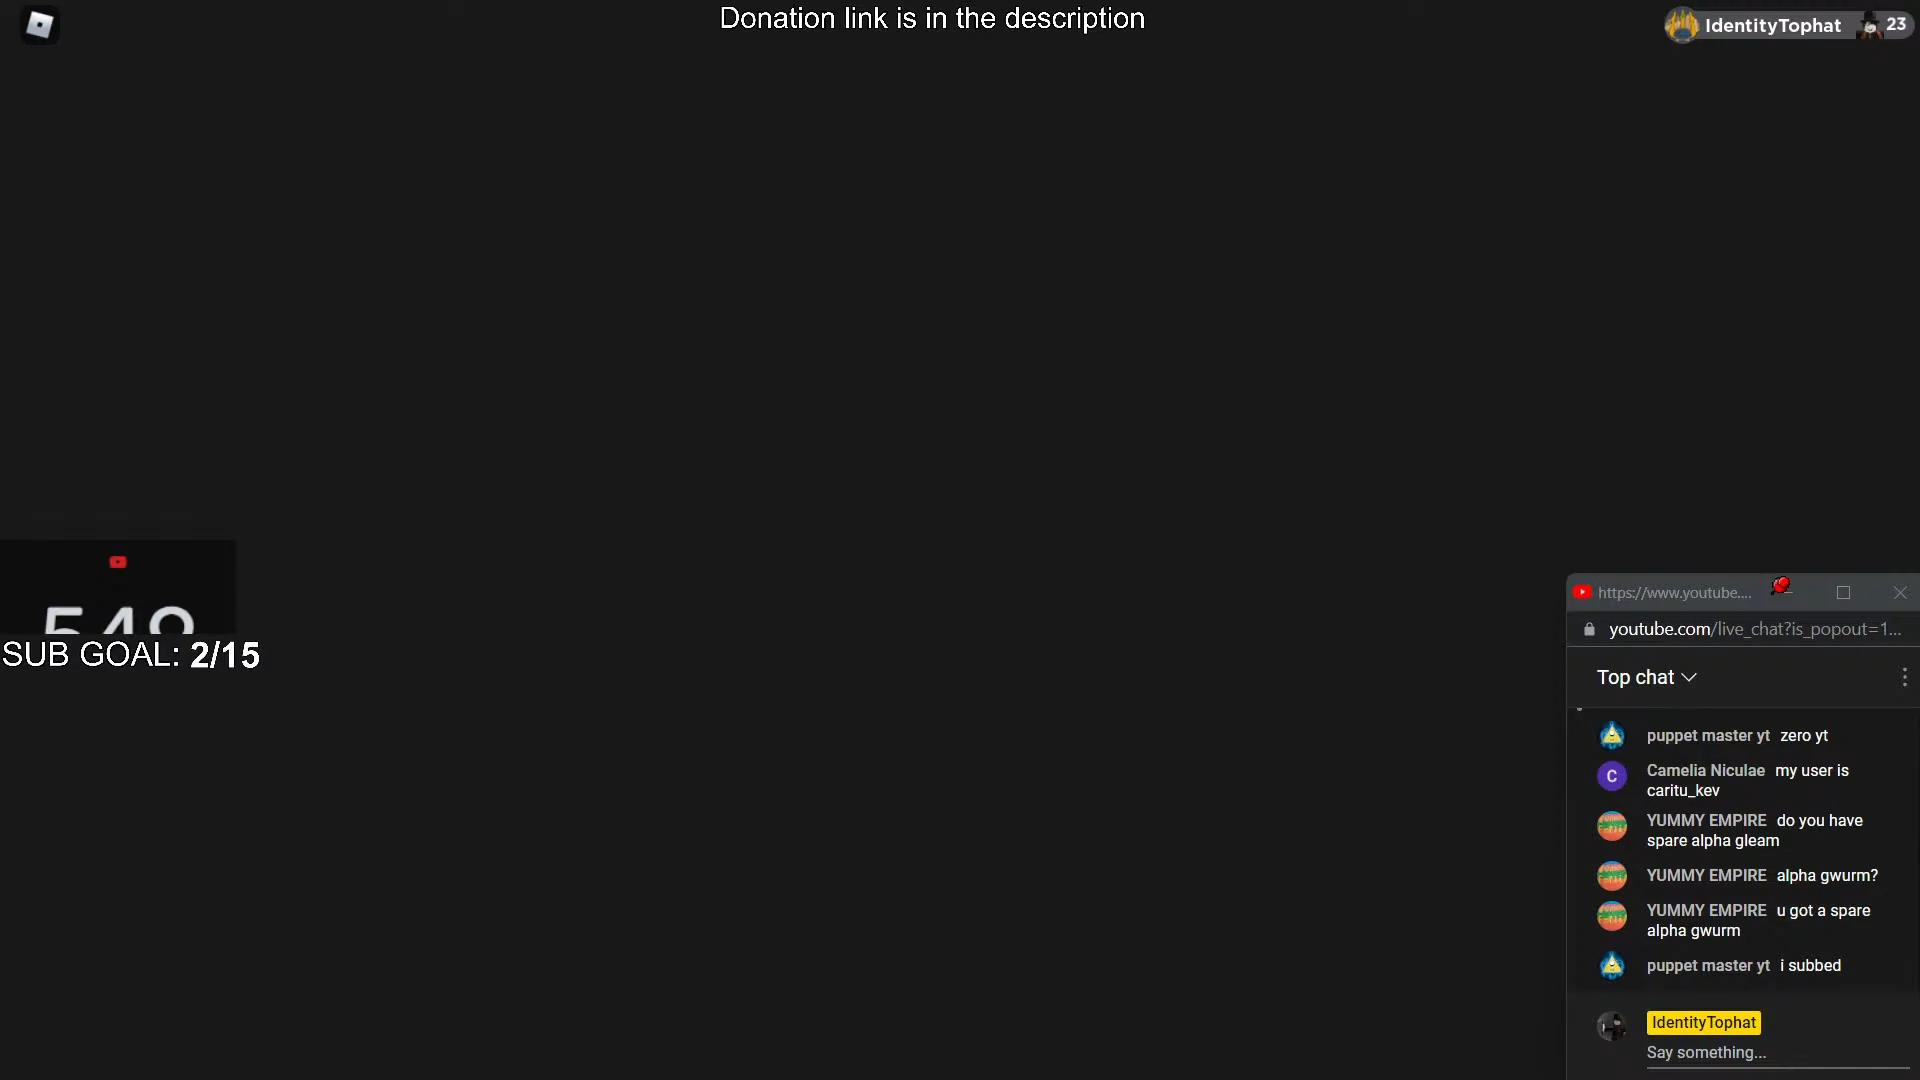 Donation link is in the description
IdentityTophat 23
549
SUB GOAL: 2/15
https://www.youtube....
youtube.com/live_chat?is_popout=1...
Top chat
puppet master yt zero yt
C Camelia Niculae my user is
caritu_kev
YUMMY EMPIRE do you have
spare alpha gleam
YUMMY EMPIRE alpha gwurm?
YUMMY EMPIRE u got a spare
alpha gwurm
puppet master yt i subbed
IdentityTophat
Say something...